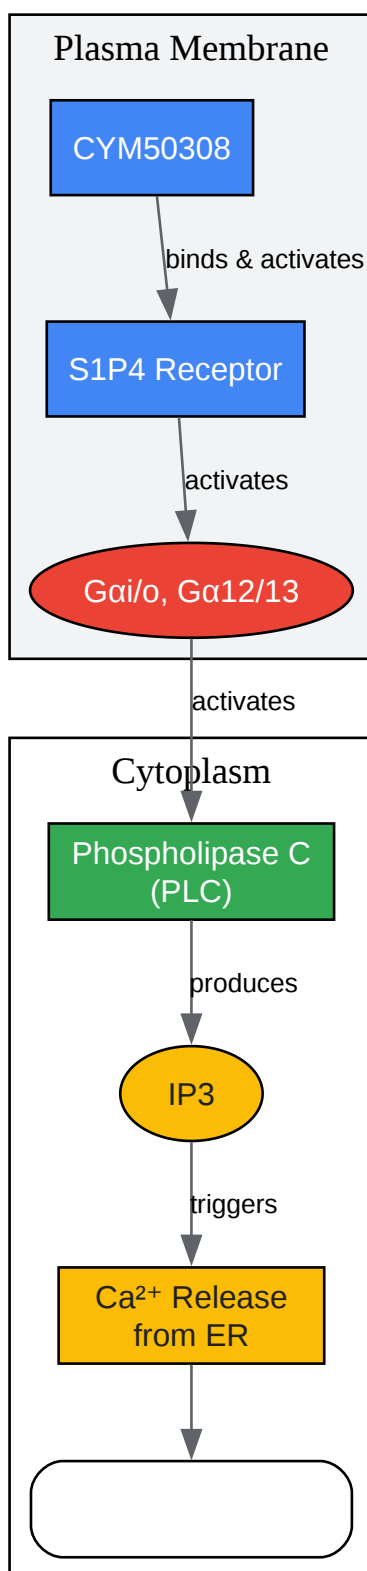 Plasma Membrane
CYM50308
binds & activates
S1P4 Receptor
activates
Gαi/o, Gα12/13
activates
Cytoplasm
Phospholipase C
(PLC)
produces
IP3
triggers
Ca²⁺ Release
from ER